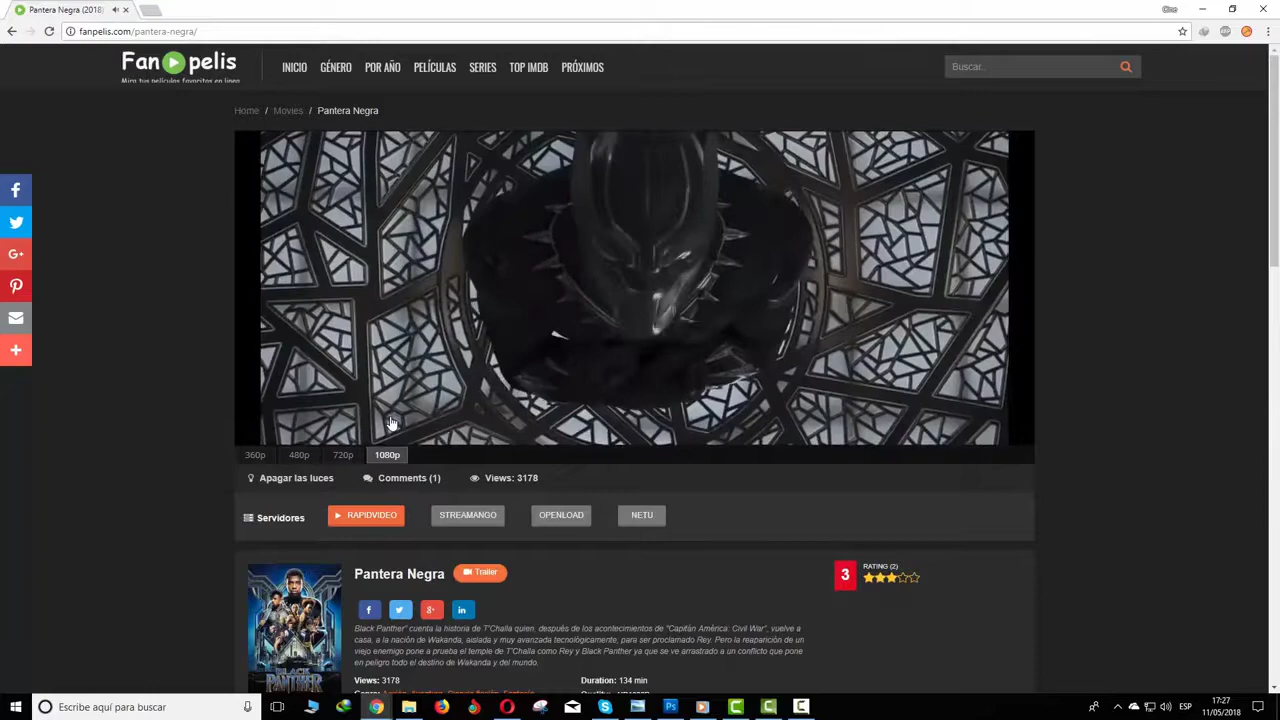 Pantera Negra (2018)
Cine
fanpelis.com/pantera-negra/
Fan pelis
Mira tus peliculas favoritas en linea
INICIO GÉNERO POR AÑO PELÍCULAS SERIES TOP IMDB PRÓXIMOS
Buscar..
Home / Movies / Pantera Negra
360p 480p 720p 1080p
Apagar las luces Comments (1) Views: 3178
Servidores RAPIDVIDEO STREAMANGO OPENLOAD NETU
Pantera Negra Trailer
3 RATING (2)
Black Panther" cuenta la historia de T'Challa quien, después de los acontecimientos de "Capitán América: Civil War", vuelve a
casa, a la nación de Wakanda, aislada y muy avanzada tecnológicamente, para ser proclamado Rey. Pero la reaparición de un
viejo enemigo pone a prueba el temple de T'Challa como Rey y Black Panther ya que se ve arrastrado a un conflicto que pone
en peligro todo el destino de Wakanda y del mundo.
Views: 3178 Duration: 134 min
BLACK PANTHER
Escribe aquí para buscar
ESP
17:27
11/05/2018